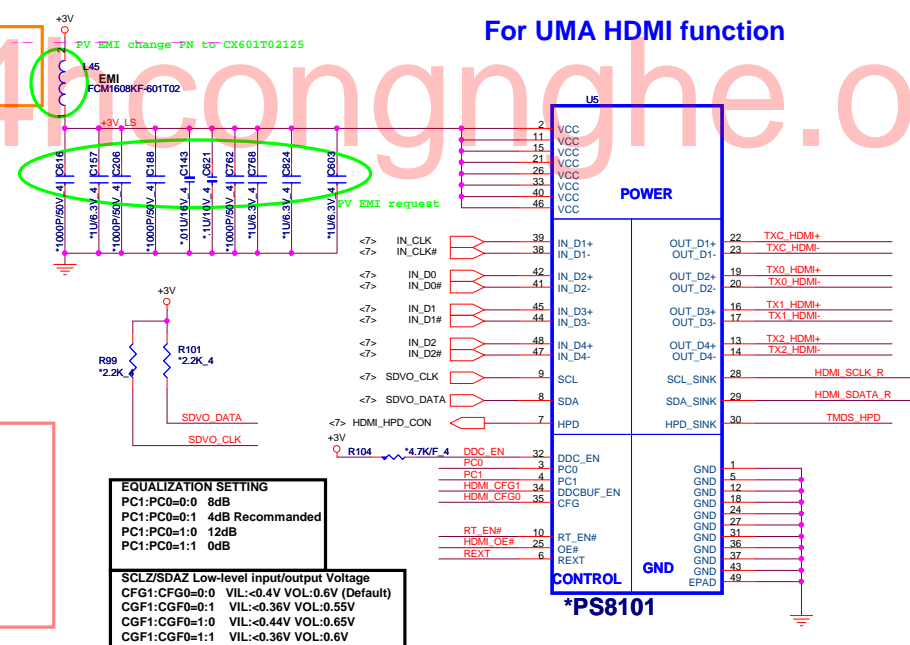 For UMA HDMI function
4hcongnghe.o
+3V
PV EMI change PN to CX601T02125
2
L45
EMI
FCM1608KF-601T02
1
+3V_LS
C616
C157
C206
C188
C143
C621
C762
C768
C824
C603
*1000P/50V_4
*1U/6.3V_4
*1000P/50V_4
*1U/6.3V_4
*.01U/16V_4
*.1U/10V_4
*1000P/50V_4
*1U/6.3V_4
*1U/6.3V_4
*1U/6.3V_4
PV EMI request
+3V
R99
*2.2K_4
R101
*2.2K_4
SDVO_DATA
SDVO_CLK
U5
POWER
2 VCC
11 VCC
15 VCC
21 VCC
26 VCC
33 VCC
40 VCC
46 VCC
<7> IN_CLK 39 IN_D1+
<7> IN_CLK# 38 IN_D1-
<7> IN_D0 42 IN_D2+
<7> IN_D0# 41 IN_D2-
<7> IN_D1 45 IN_D3+
<7> IN_D1# 44 IN_D3-
<7> IN_D2 48 IN_D4+
<7> IN_D2# 47 IN_D4-
<7> SDVO_CLK 9 SCL
<7> SDVO_DATA 8 SDA
<7> HDMI_HPD_CON 7 HPD
+3V
R104 *4.7K/F_4 DDC_EN 32 DDC_EN
PC0 3 PC0
PC1 4 PC1
HDMI_CFG1 34 DDCBUF_EN
HDMI_CFG0 35 CFG
RT_EN# 10 RT_EN#
HDMI_OE# 25 OE#
REXT 6 REXT
OUT_D1+ 22 TXC_HDMI+
OUT_D1- 23 TXC_HDMI-
OUT_D2+ 19 TX0_HDMI+
OUT_D2- 20 TX0_HDMI-
OUT_D3+ 16 TX1_HDMI+
OUT_D3- 17 TX1_HDMI-
OUT_D4+ 13 TX2_HDMI+
OUT_D4- 14 TX2_HDMI-
SCL_SINK 28 HDMI_SCLK_R
SDA_SINK 29 HDMI_SDATA_R
HPD_SINK 30 TMDS_HPD
GND 1
GND 5
GND 12
GND 18
GND 24
GND 27
GND 31
GND 36
GND 37
GND 43
EPAD 49
CONTROL
GND
*PS8101
EQUALIZATION SETTING
PC1:PC0=0:0 8dB
PC1:PC0=0:1 4dB Recommanded
PC1:PC0=1:0 12dB
PC1:PC0=1:1 0dB
SCLZ/SDAZ Low-level input/output Voltage
CFG1:CFG0=0:0 VIL:<0.4V VOL:0.6V (Default)
CGF1:CGF0=0:1 VIL:<0.36V VOL:0.55V
CGF1:CGF0=1:0 VIL:<0.44V VOL:0.65V
CGF1:CGF0=1:1 VIL:<0.36V VOL:0.6V